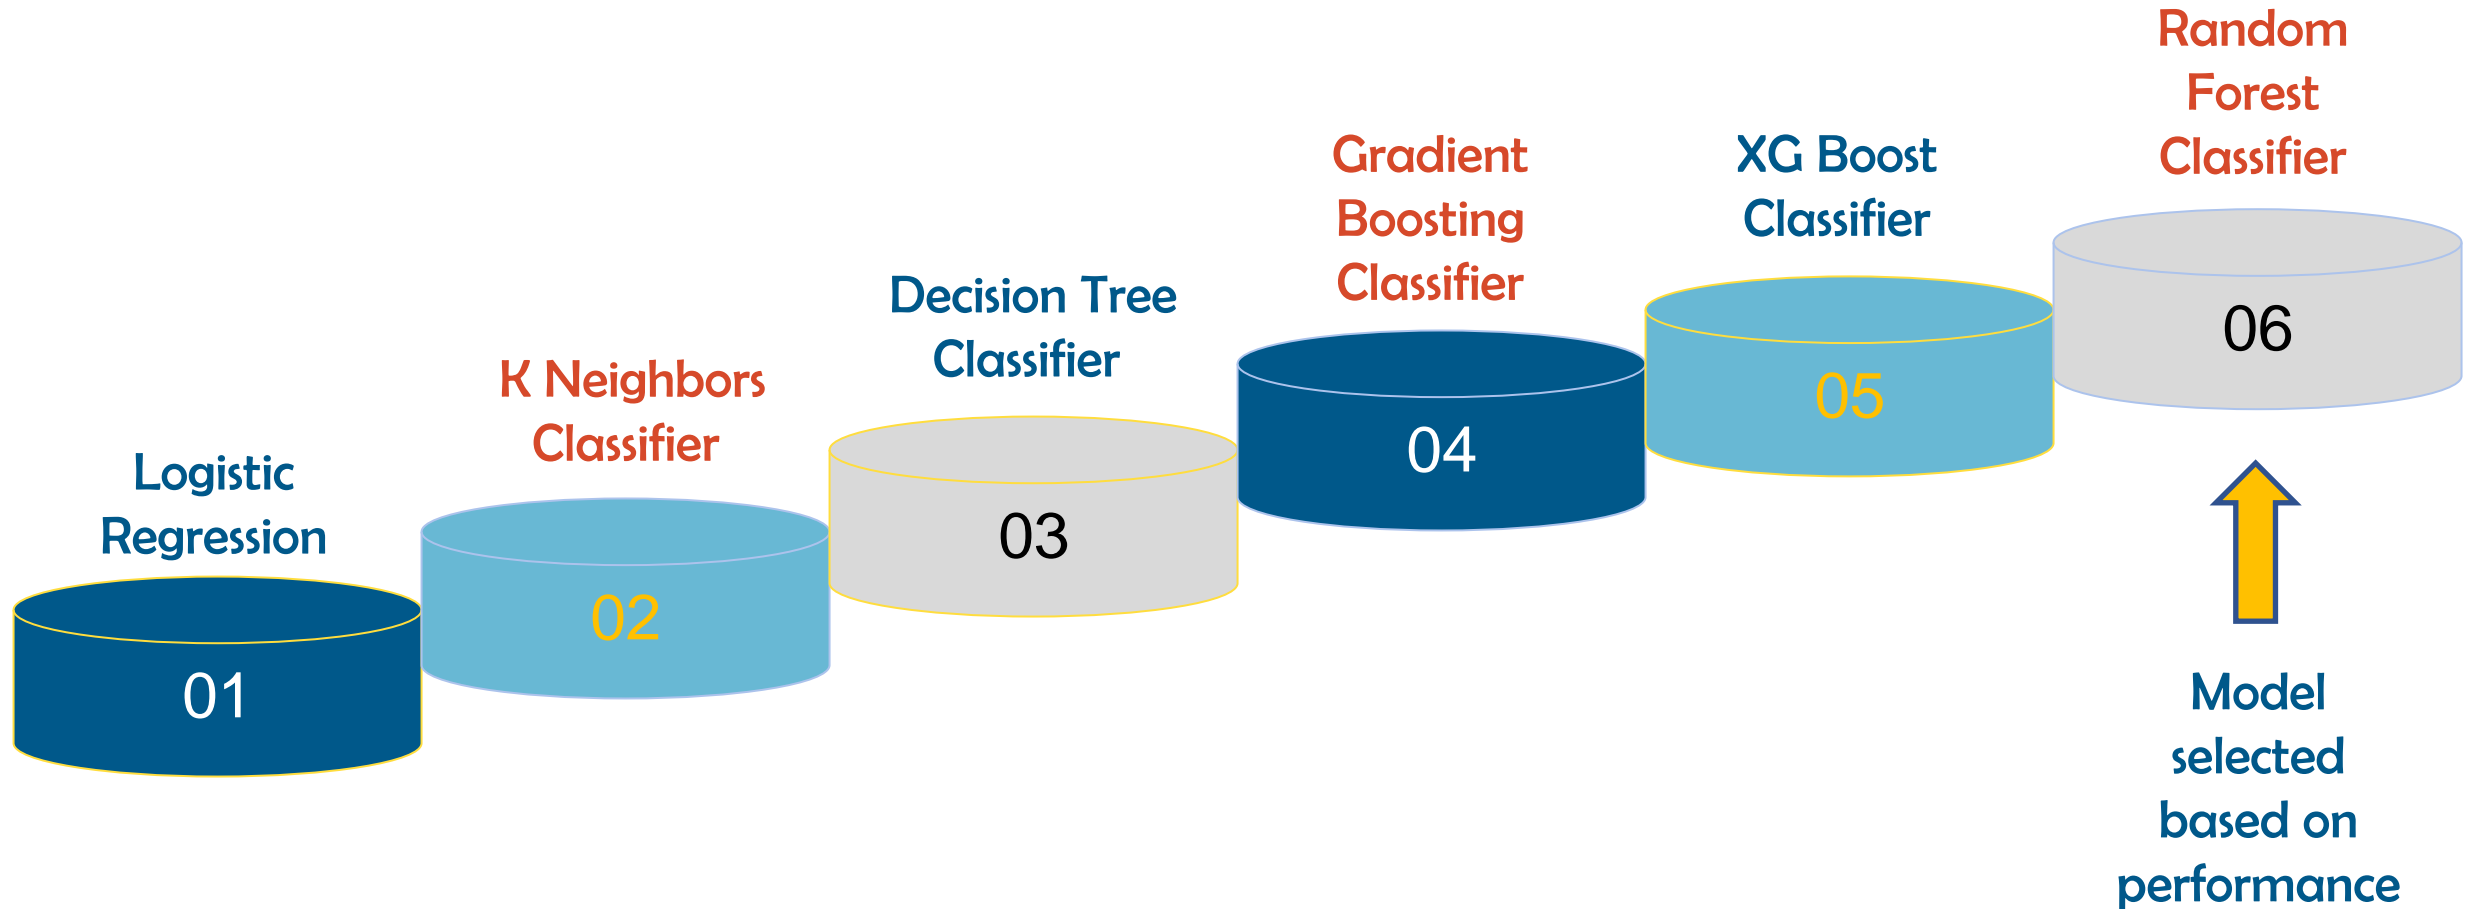 Logistic
Regression
01
K Neighbors
Classifier
02
Decision Tree
Classifier
03
Gradient
Boosting
Classifier
04
XG Boost
Classifier
05
Random
Forest
Classifier
06
Model
selected
based on
performance